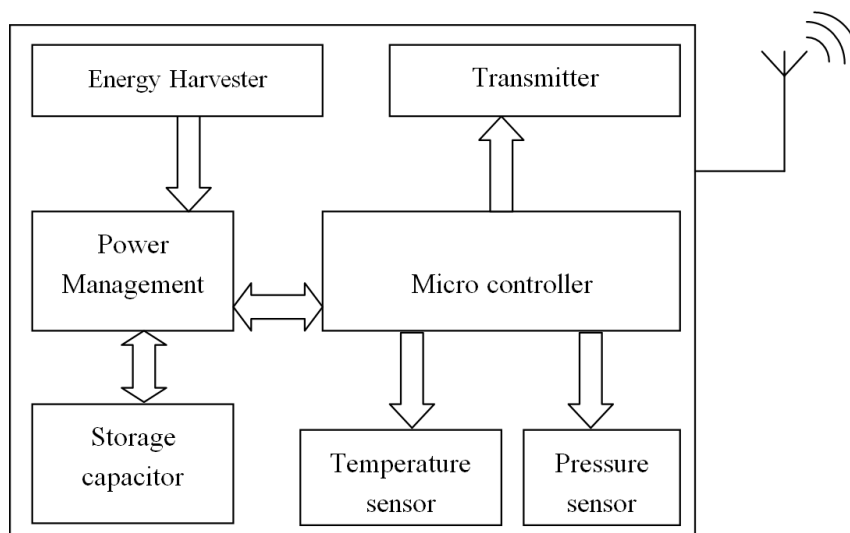 Energy Harvester
Transmitter
Power
Management
Micro controller
Storage
capacitor
Temperature
sensor
Pressure
sensor